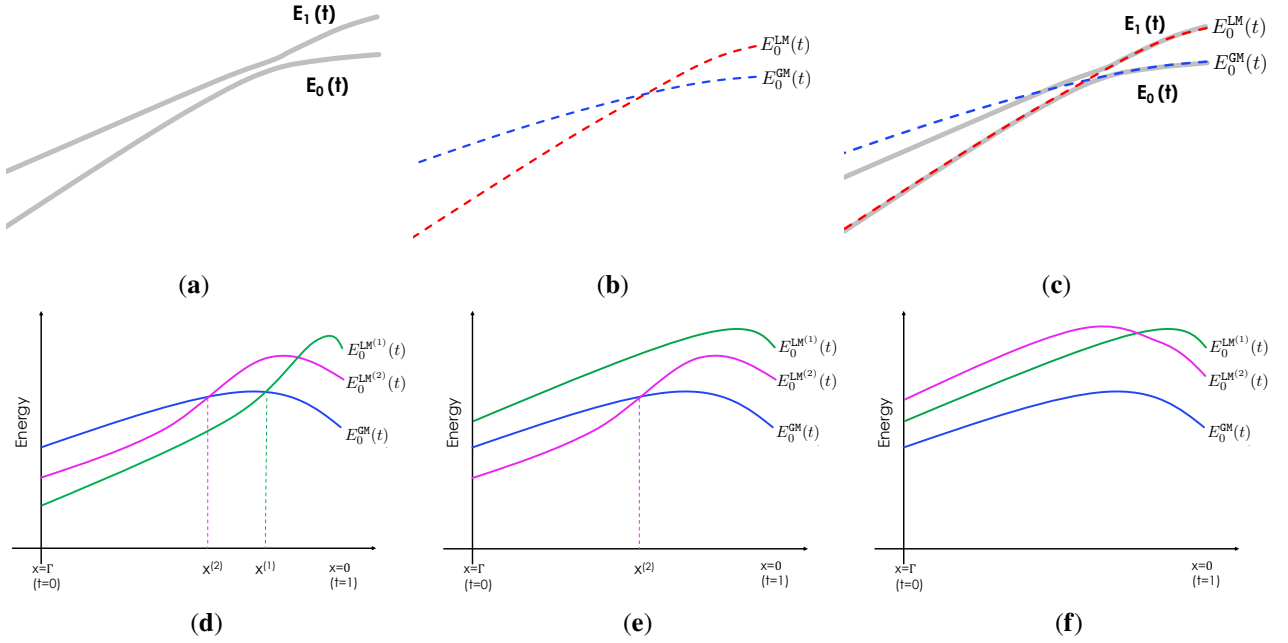 E₁ (t)
E₀ (t)
(a)
E₀^LM(t)
E₀^GM(t)
(b)
E₁ (t)
E₀^LM(t)
E₀^GM(t)
E₀ (t)
(c)
Energy
E₀^LM⁽¹⁾(t)
E₀^LM⁽²⁾(t)
E₀^GM(t)
x=Γ
(t=0)
x⁽²⁾
x⁽¹⁾
x=0
(t=1)
(d)
Energy
E₀^LM⁽¹⁾(t)
E₀^LM⁽²⁾(t)
E₀^GM(t)
x=Γ
(t=0)
x⁽²⁾
x=0
(t=1)
(e)
Energy
E₀^LM⁽¹⁾(t)
E₀^LM⁽²⁾(t)
E₀^GM(t)
x=Γ
(t=0)
x=0
(t=1)
(f)